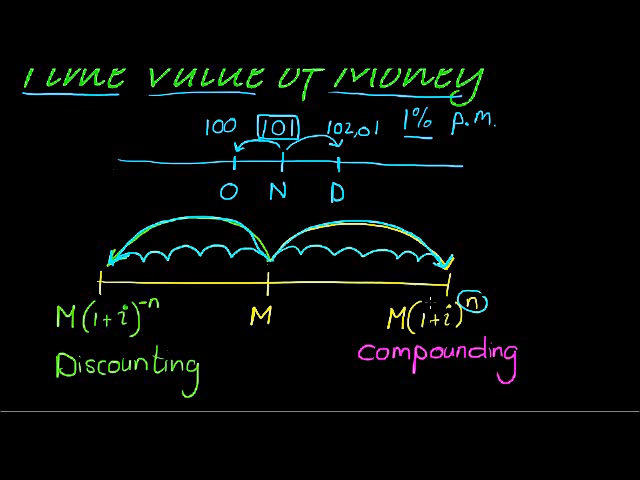 Time Value of Money
100 101 102,01 1% p.m.
O N D
M(1+i)^-n M M(1+i)^n
Discounting compounding